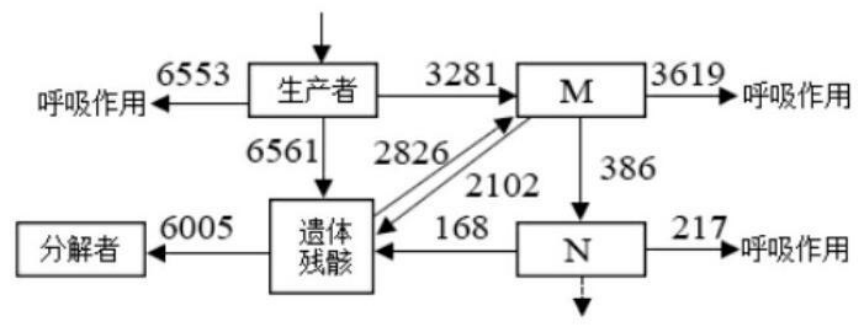 6553
生产者
3281
M
3619
呼吸作用
呼吸作用
6561
2826
2102
386
分解者
6005
遗体
残骸
168
N
217
呼吸作用